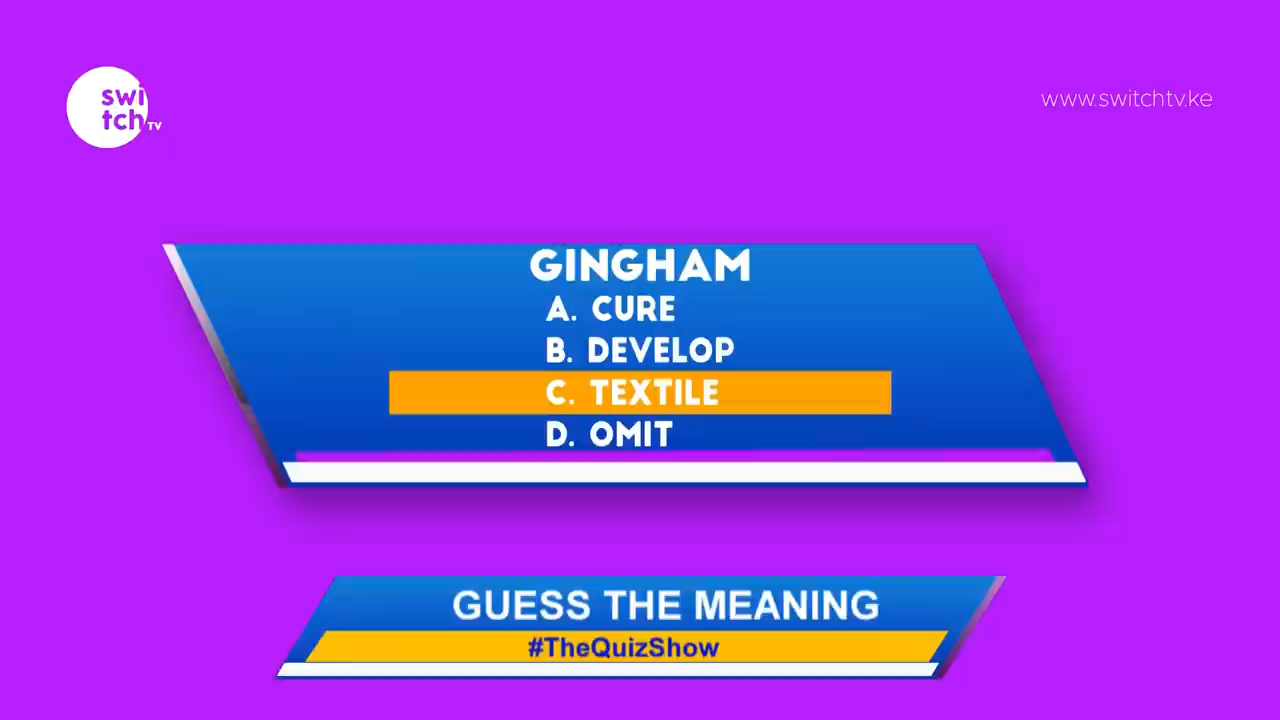 swi
tch TV
www.switchtv.ke
GINGHAM
A. CURE
B. DEVELOP
C. TEXTILE
D. OMIT
GUESS THE MEANING
#TheQuizShow